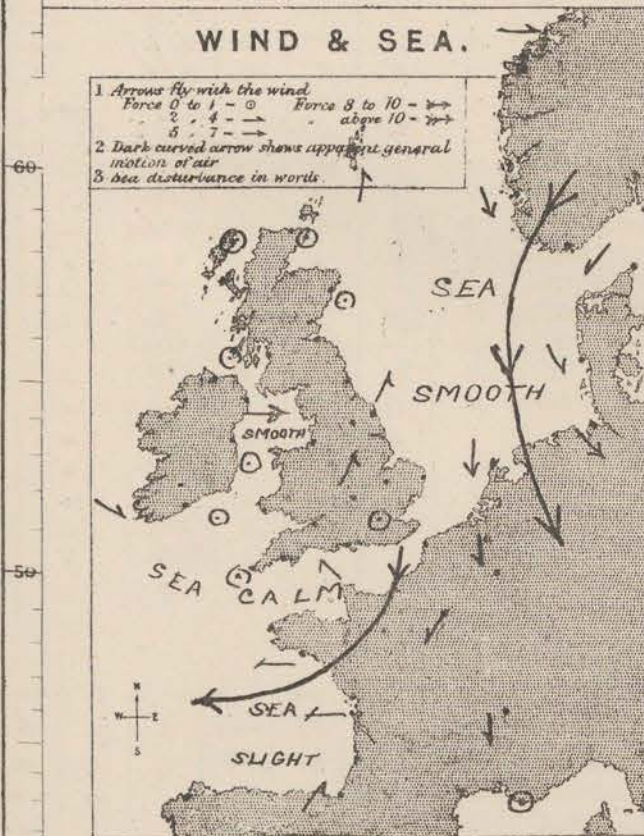 WIND & SEA.
1 Arrows fly with the wind
Force 0 to 1 - Force 8 to 10 -
" 2 " 4 - " above 10 -
" 5 " 7 -
2 Dark curved arrow shows apparent general
motion of air
3 Sea disturbance in words.
60
SEA
SMOOTH
SMOOTH
50
SEA CALM
N
W E
S
SEA
SLIGHT